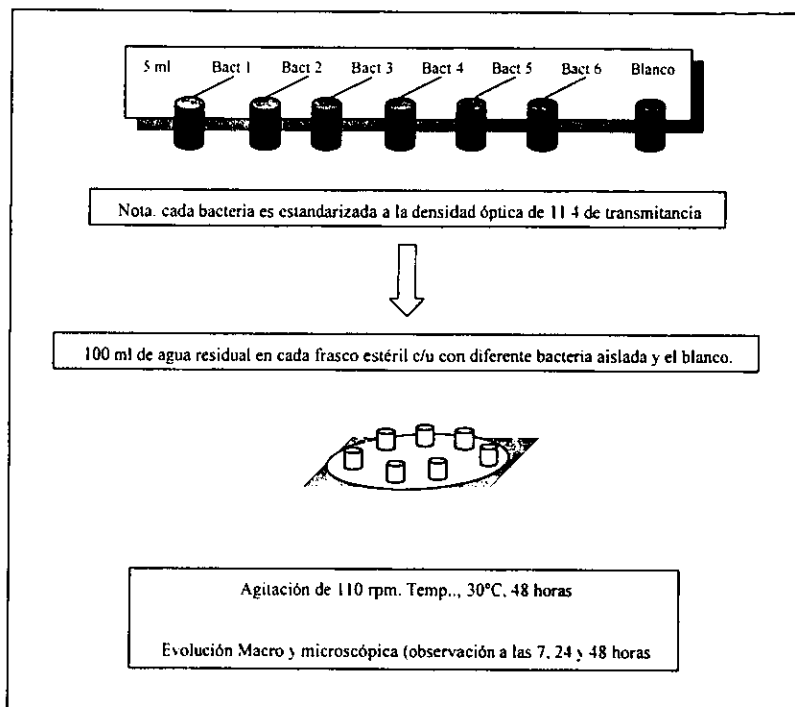 5 ml Bact 1 Bact 2 Bact 3 Bact 4 Bact 5 Bact 6 Blanco
Nota. cada bacteria es estandarizada a la densidad óptica de 11 4 de transmitancia
100 ml de agua residual en cada frasco estéril c/u con diferente bacteria aislada y el blanco.
Agitación de 110 rpm. Temp.., 30°C, 48 horas
Evolución Macro y microscópica (observación a las 7, 24 y 48 horas